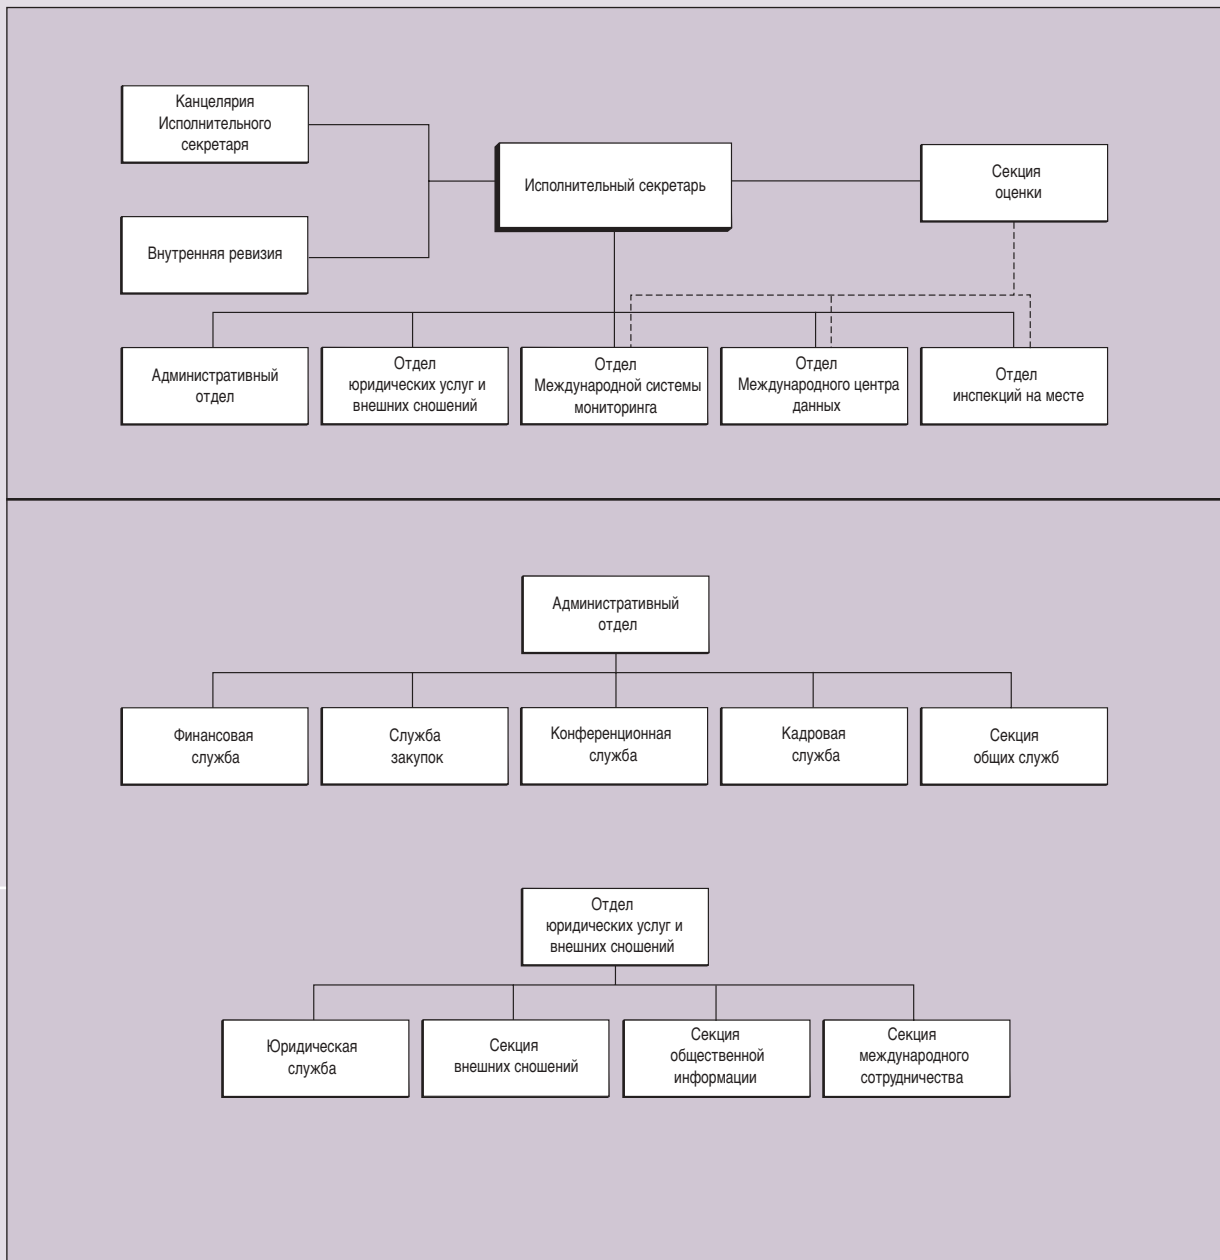 Канцелярия
Исполнительного
секретаря
Исполнительный секретарь
Секция
оценки
Внутренняя ревизия
Административный
отдел
Отдел
юридических услуг и
внешних сношений
Отдел
Международной системы
мониторинга
Отдел
Международного центра
данных
Отдел
инспекций на месте
Административный
отдел
Финансовая
служба
Служба
закупок
Конференционная
служба
Кадровая
служба
Секция
общих служб
Отдел
юридических услуг и
внешних сношений
Юридическая
служба
Секция
внешних сношений
Секция
общественной
информации
Секция
международного
сотрудничества